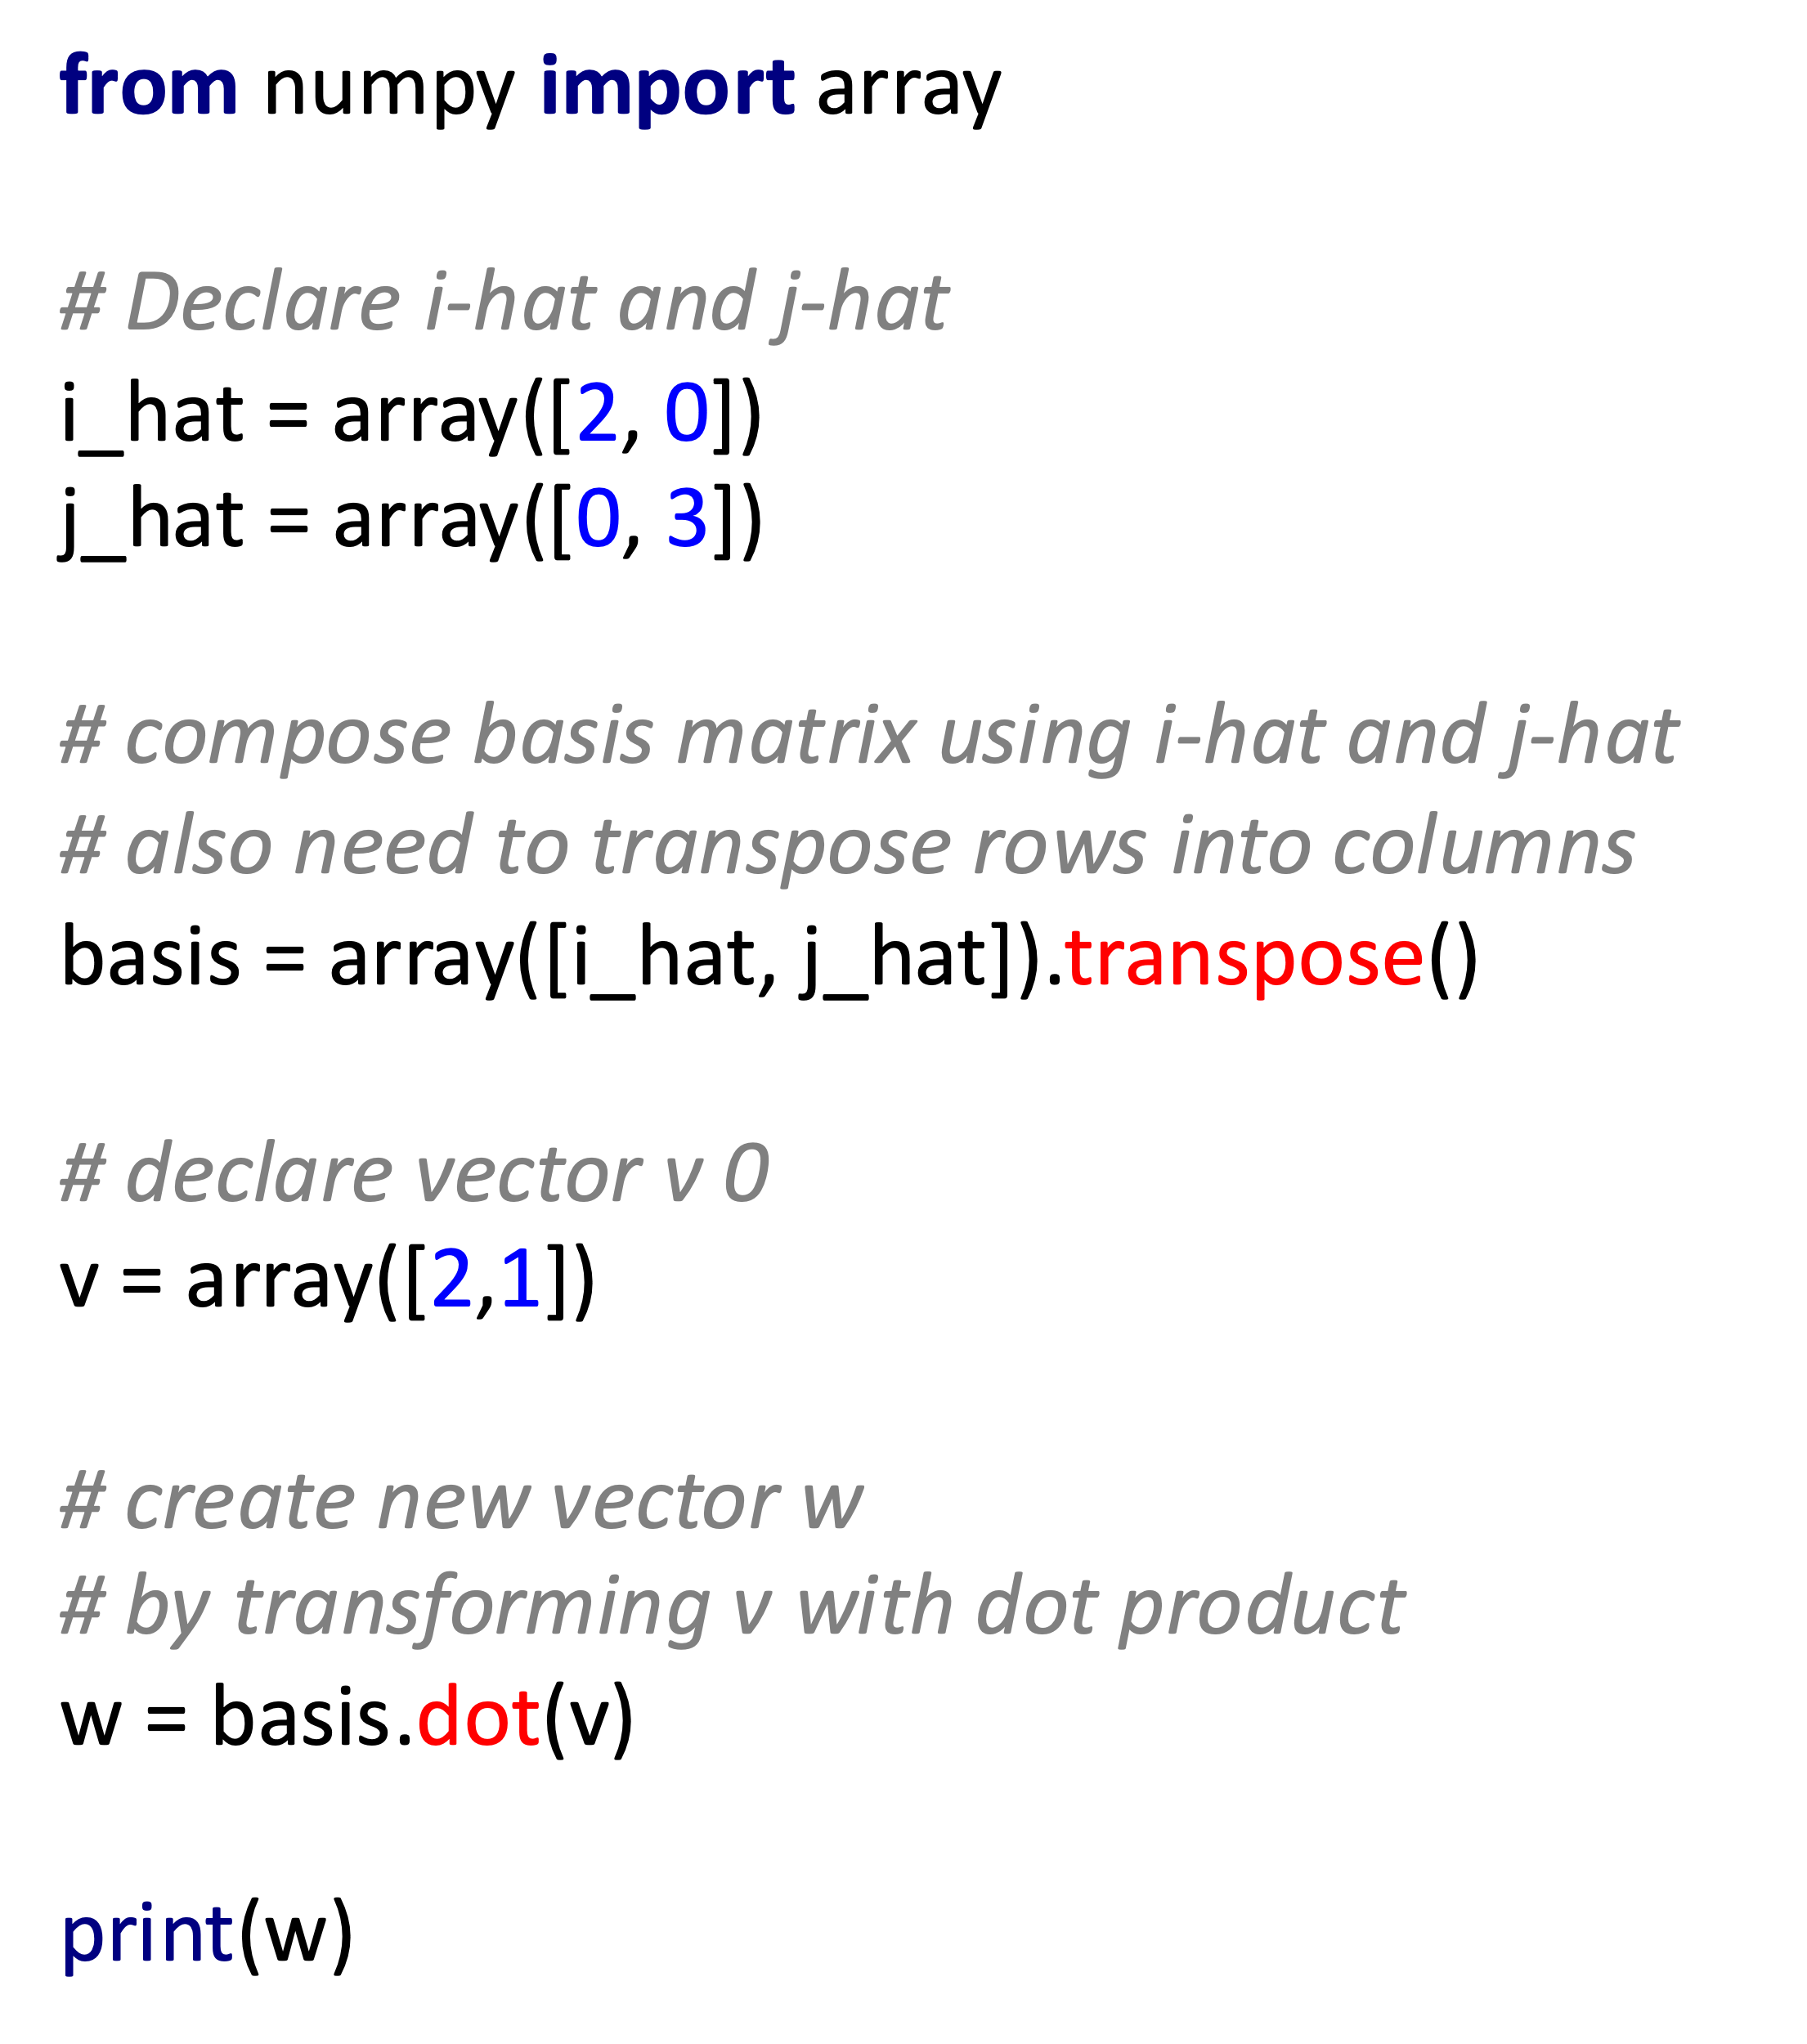 from numpy import array
# Declare i-hat and j-hat
i_hat = array([2, 0])
j_hat = array([0, 3])
# compose basis matrix using i-hat and j-hat
# also need to transpose rows into columns
basis = array([i_hat, j_hat]).transpose()
# declare vector v 0
v = array([2,1])
# create new vector w
# by transforming v with dot product
w = basis.dot(v)
print(w)